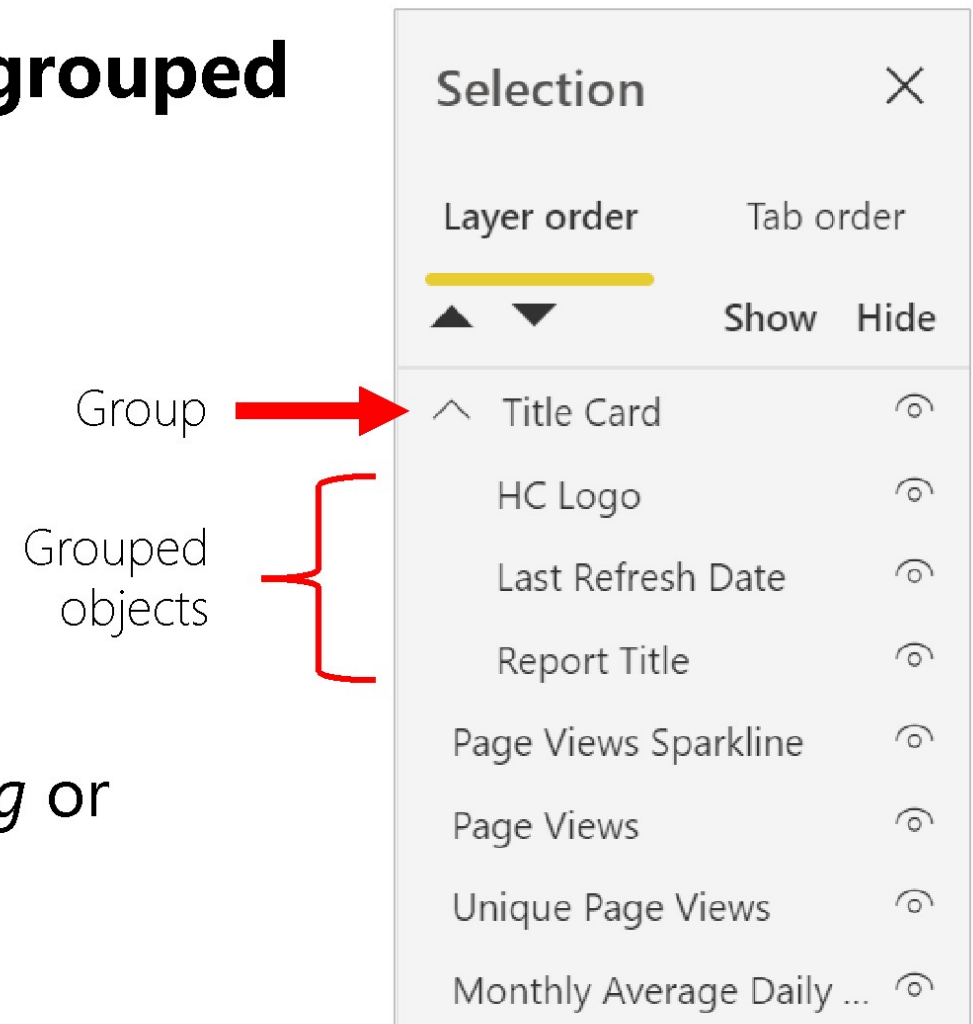 grouped
Selection
Layer order Tab order
Show Hide
Group
Title Card
HC Logo
Grouped
objects
Last Refresh Date
Report Title
Page Views Sparkline
g or
Page Views
Unique Page Views
Monthly Average Daily ...